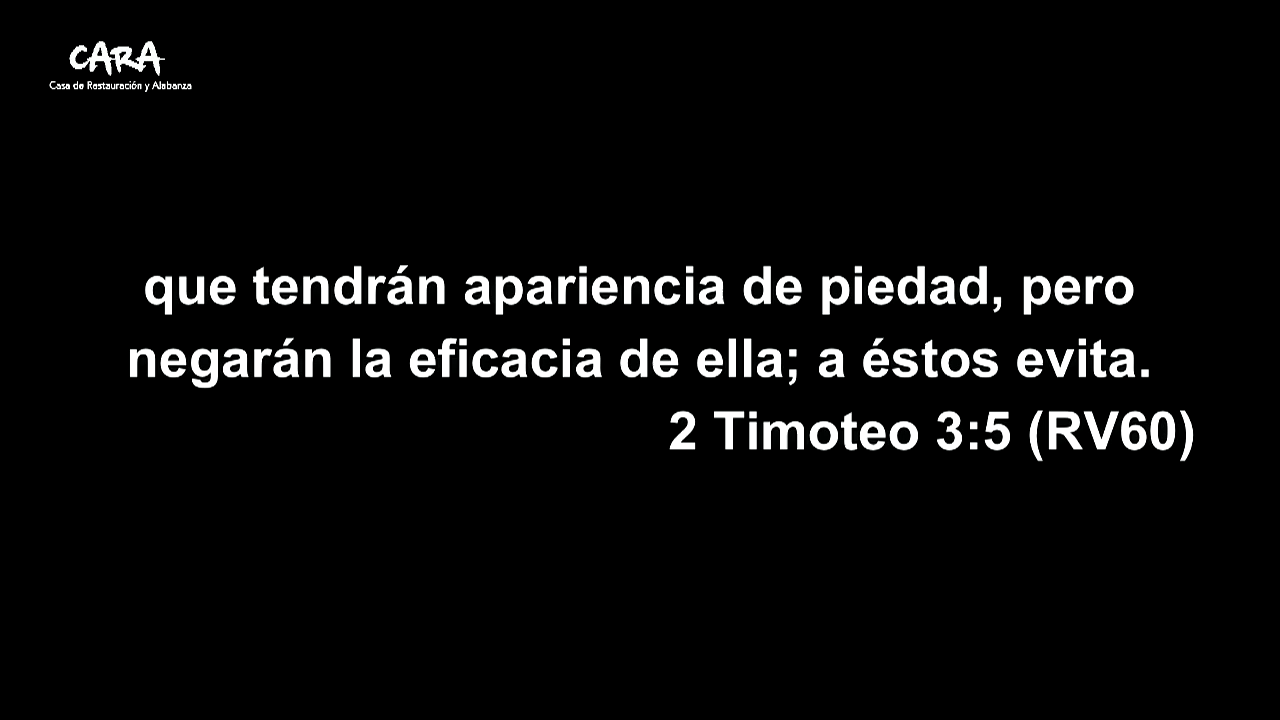 CARA
Casa de Restauración y Alabanza
que tendrán apariencia de piedad, pero
negarán la eficacia de ella; a éstos evita.
2 Timoteo 3:5 (RV60)